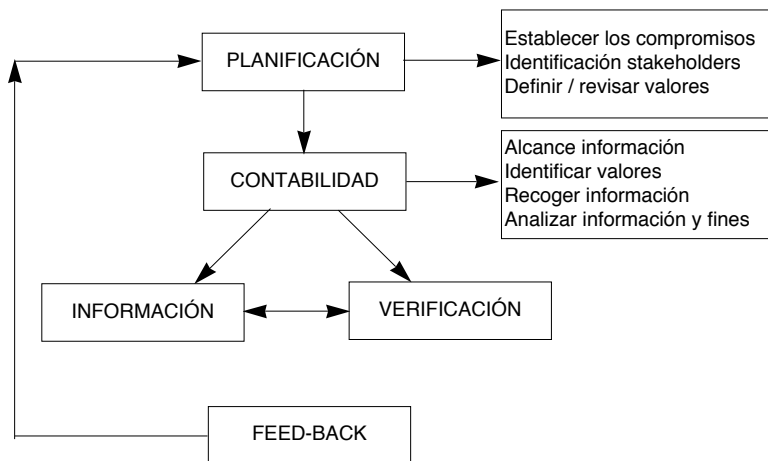 PLANIFICACIÓN
Establecer los compromisos
Identificación stakeholders
Definir / revisar valores
CONTABILIDAD
Alcance información
Identificar valores
Recoger información
Analizar información y fines
INFORMACIÓN
VERIFICACIÓN
FEED-BACK